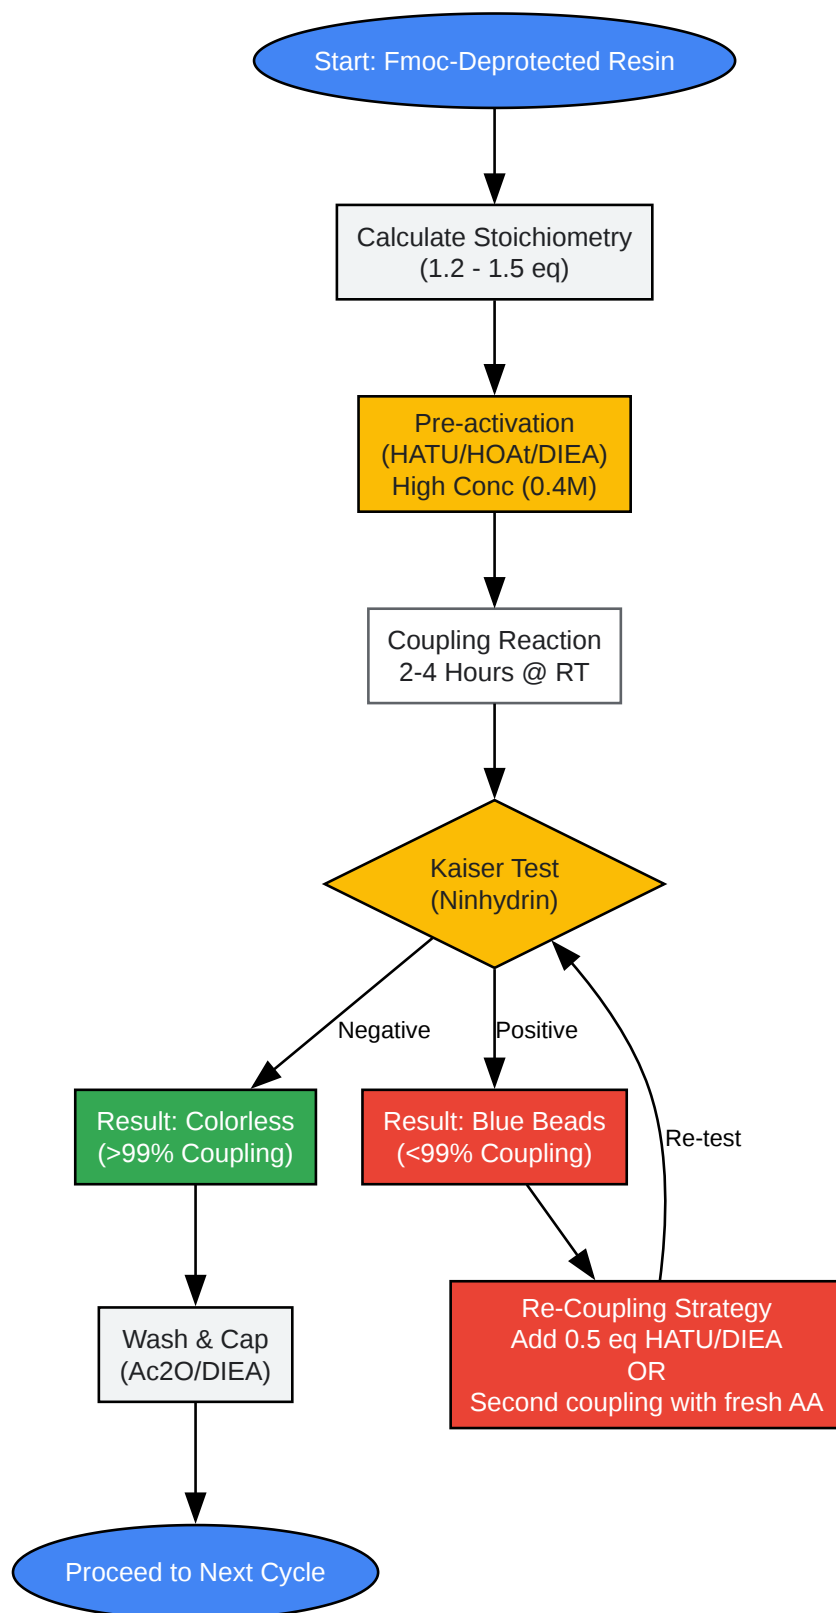 Start: Fmoc-Deprotected Resin
Calculate Stoichiometry
(1.2 - 1.5 eq)
Pre-activation
(HATU/HOAt/DIEA)
High Conc (0.4M)
Coupling Reaction
2-4 Hours @ RT
Kaiser Test
(Ninhydrin)
Negative
Positive
Result: Colorless
(>99% Coupling)
Result: Blue Beads
(<99% Coupling)
Re-test
Wash & Cap
(Ac2O/DIEA)
Re-Coupling Strategy
Add 0.5 eq HATU/DIEA
OR
Second coupling with fresh AA
Proceed to Next Cycle